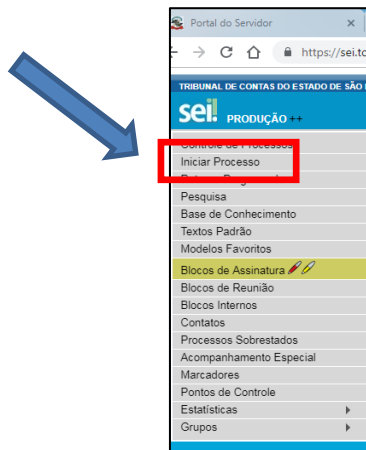 Portal do Servidor
https://sei.tc
TRIBUNAL DE CONTAS DO ESTADO DE SÃO
sei! PRODUÇÃO ++
Controle de Processos
Iniciar Processo
Pesquisa
Base de Conhecimento
Textos Padrão
Modelos Favoritos
Blocos de Assinatura
Blocos de Reunião
Blocos Internos
Contatos
Processos Sobrestados
Acompanhamento Especial
Marcadores
Pontos de Controle
Estatísticas
Grupos